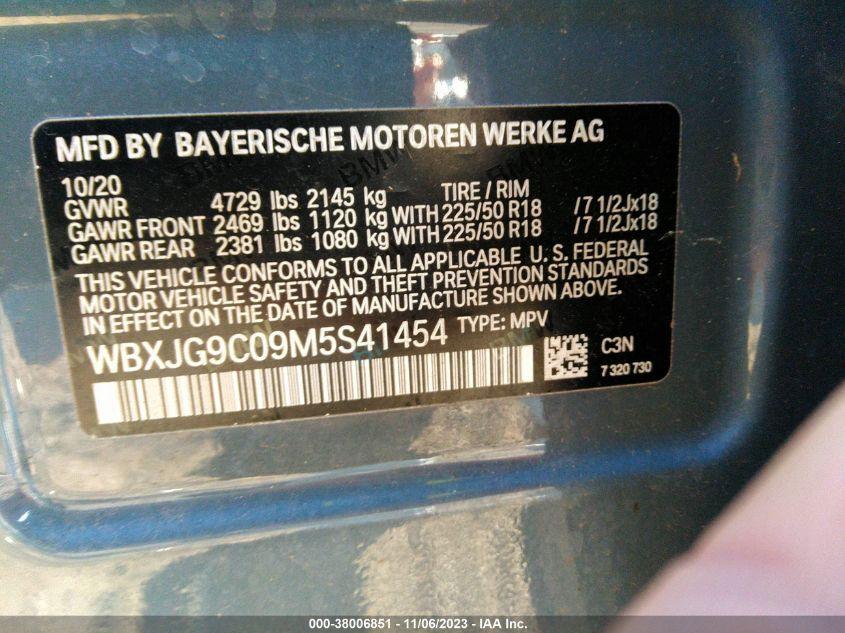 MFD BY BAYERISCHE MOTOREN WERKE AG
10/20 TIRE / RIM
GVWR 4729 lbs 2145 kg
GAWR FRONT 2469 lbs 1120 kg WITH 225/50 R18 /7 1/2Jx18
GAWR REAR 2381 lbs 1080 kg WITH 225/50 R18 /7 1/2Jx18
THIS VEHICLE CONFORMS TO ALL APPLICABLE U.S. FEDERAL
MOTOR VEHICLE SAFETY AND THEFT PREVENTION STANDARDS
IN EFFECT ON THE DATE OF MANUFACTURE SHOWN ABOVE.
WBXJG9C09M5S41454 TYPE: MPV
C3N
7 320 730
000-38006851 - 11/06/2023 - IAA Inc.